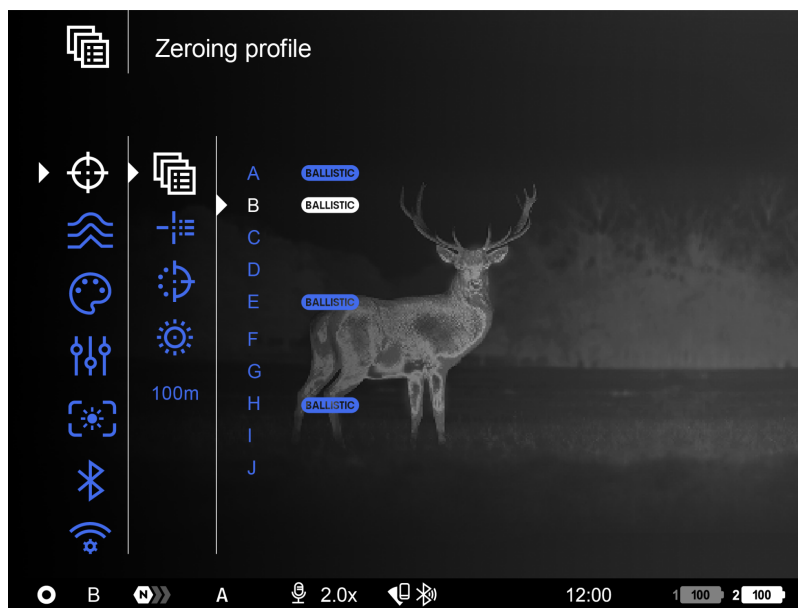 Zeroing profile
A BALLISTIC
B BALLISTIC
C
D
E BALLISTIC
F
G
H BALLISTIC
I
J
100m
B N A 2.0x 12:00 1 100 2 100